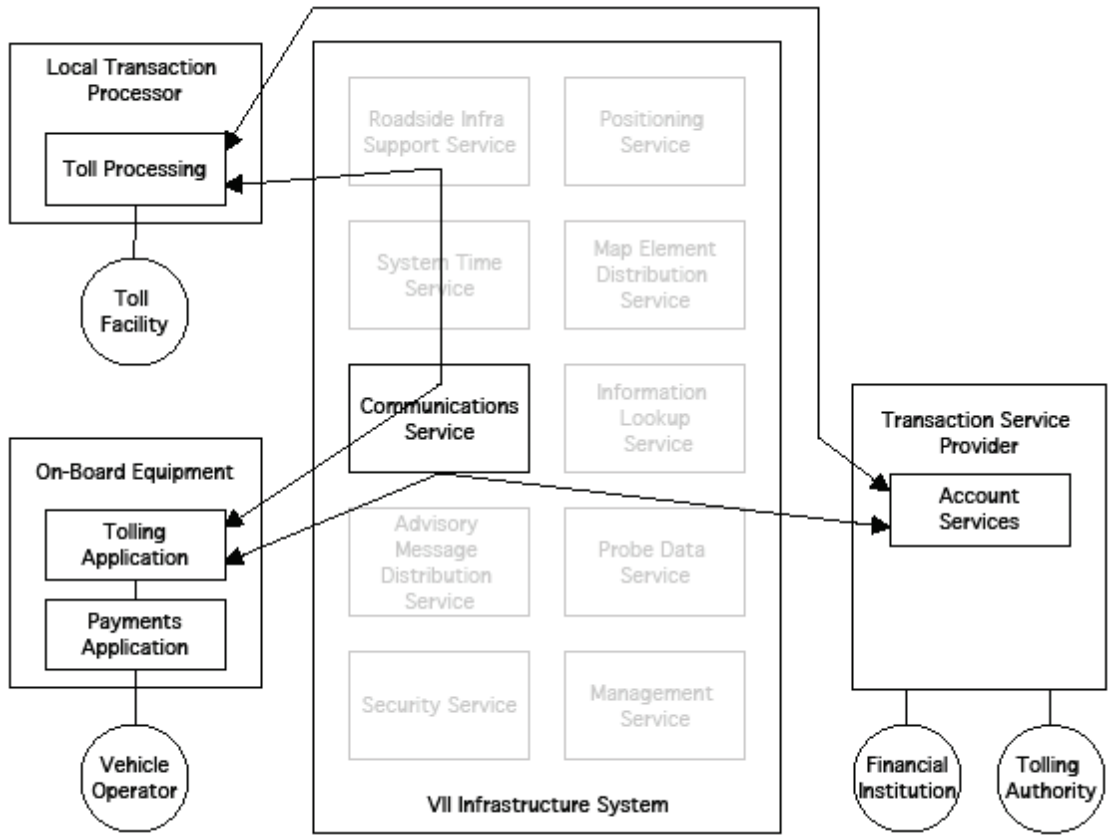 Local Transaction
Processor
Toll Processing
Toll
Facility
On-Board Equipment
Tolling
Application
Payments
Application
Vehicle
Operator
Roadside Infra
Support Service
Positioning
Service
System Time
Service
Map Element
Distribution
Service
Communications
Service
Information
Lookup
Service
Advisory
Message
Distribution
Service
Probe Data
Service
Security Service
Management
Service
VII Infrastructure System
Transaction Service
Provider
Account
Services
Financial
Institution
Tolling
Authority